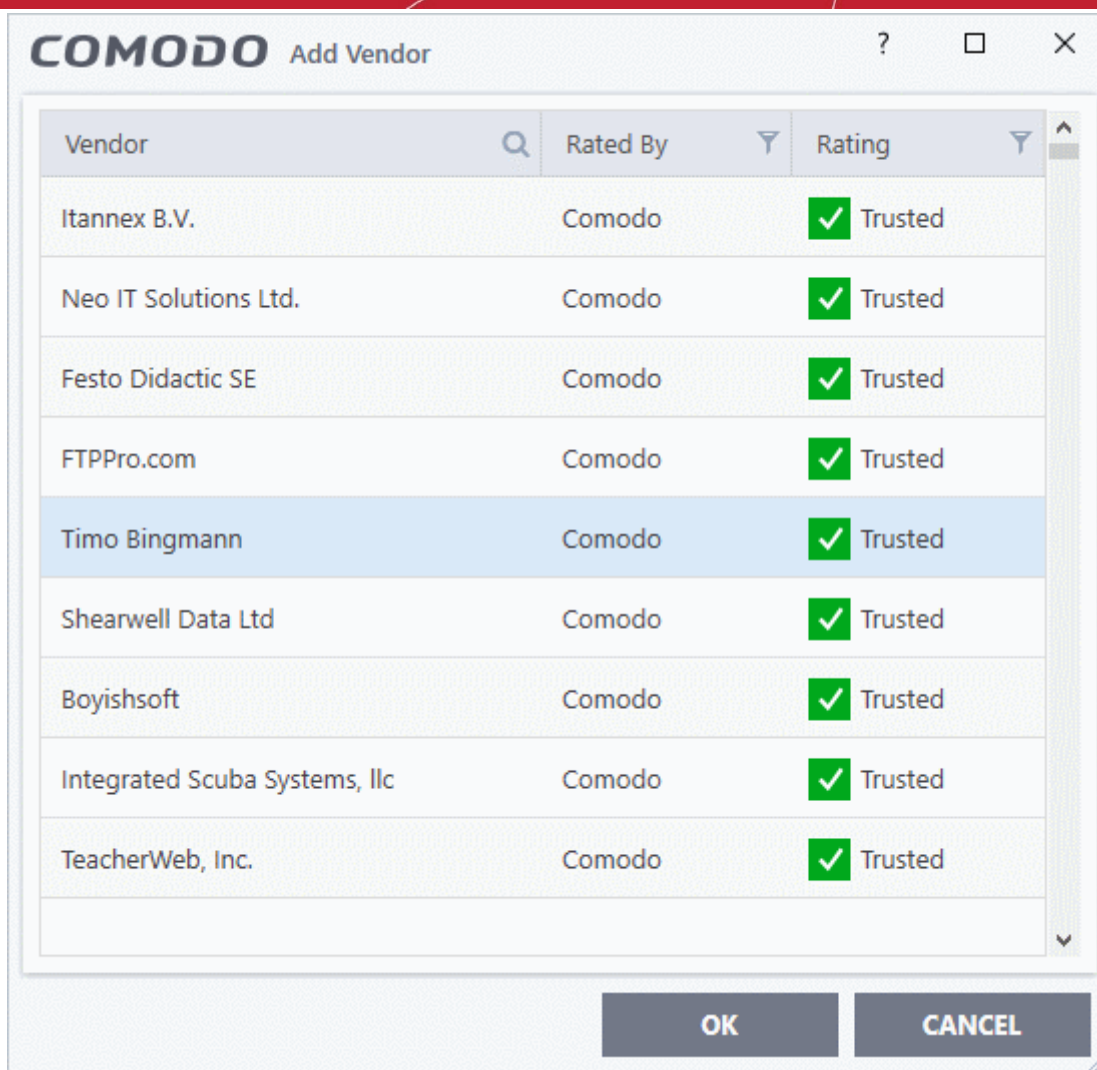 COMODO Add Vendor ?
Vendor Rated By Rating
Itannex B.V. Comodo Trusted
Neo IT Solutions Ltd. Comodo Trusted
Festo Didactic SE Comodo Trusted
FTPPro.com Comodo Trusted
Timo Bingmann Comodo Trusted
Shearwell Data Ltd Comodo Trusted
Boyishsoft Comodo Trusted
Integrated Scuba Systems, llc Comodo Trusted
TeacherWeb, Inc. Comodo Trusted
OK CANCEL